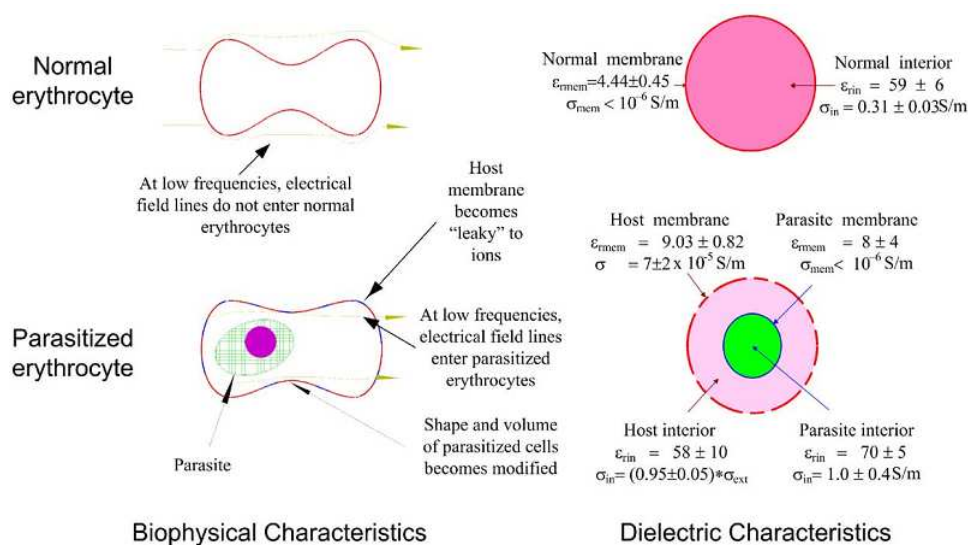 Normal
erythrocyte
At low frequencies, electrical
field lines do not enter normal
erythrocytes
Normal membrane
εrmem=4.44±0.45
σmem < 10⁻⁶ S/m
Normal interior
εrin = 59 ± 6
σin = 0.31 ± 0.03S/m
Host
membrane
becomes
“leaky” to
ions
Parasitized
erythrocyte
At low frequencies,
electrical field lines
enter parasitized
erythrocytes
Shape and volume
of parasitized cells
becomes modified
Parasite
Host membrane
εrmem = 9.03 ± 0.82
σ = 7±2 x 10⁻⁵ S/m
Parasite membrane
εrmem = 8 ± 4
σmem< 10⁻⁶ S/m
Host interior
εrin = 58 ± 10
σin= (0.95±0.05)*σext
Parasite interior
εrin = 70 ± 5
σin= 1.0 ± 0.4S/m
Biophysical Characteristics
Dielectric Characteristics